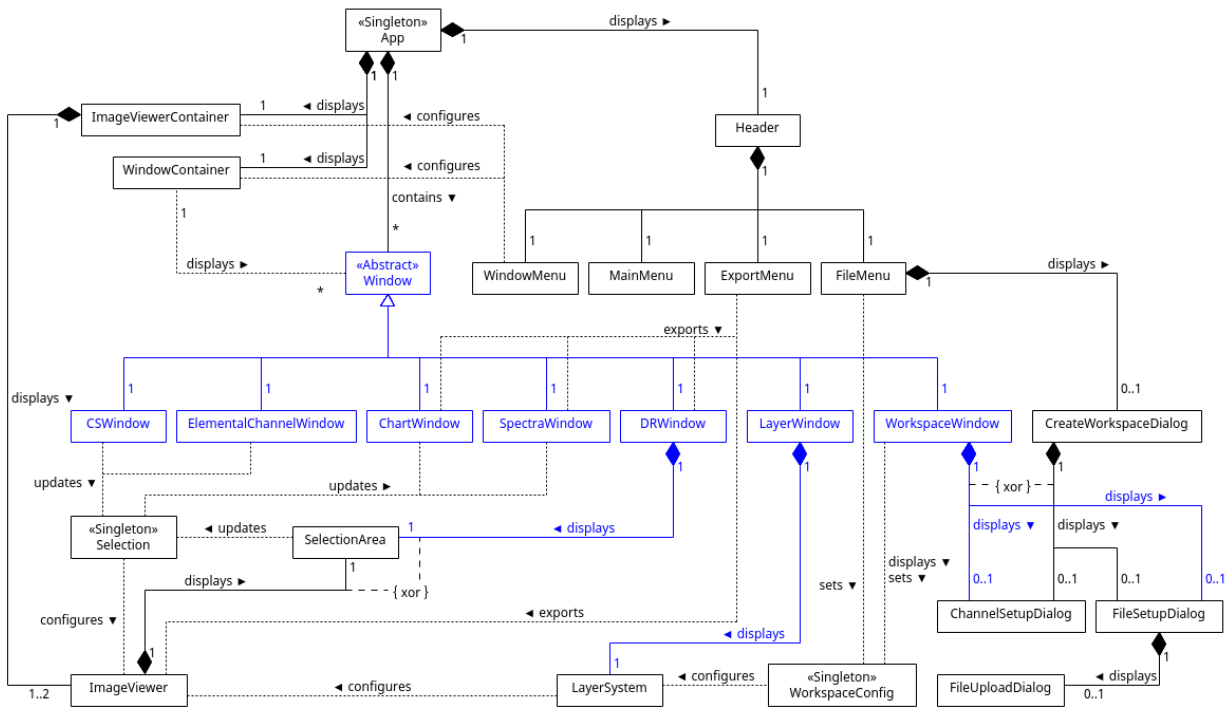 «Singleton»
App
1
displays ►
1
1
1
ImageViewerContainer
1
1
◄ displays
◄ configures
Header
1
WindowContainer
1
◄ displays
◄ configures
1
contains ▼
*
displays ►
*
«Abstract»
Window
1
1
1
1
WindowMenu
MainMenu
ExportMenu
FileMenu
1
displays ►
exports ▼
displays ▼
1
1
1
1
1
1
1
0..1
CSWindow
ElementalChannelWindow
ChartWindow
SpectraWindow
DRWindow
LayerWindow
WorkspaceWindow
CreateWorkspaceDialog
1
1
1
1
updates ▼
updates ►
{ xor }
displays ►
«Singleton»
Selection
◄ updates
SelectionArea
1
◄ displays
displays ▼
displays ▼
1
displays ►
{ xor }
displays ▼
sets ▼
sets ▼
0..1
0..1
0..1
0..1
configures ▼
◄ exports
ChannelSetupDialog
FileSetupDialog
◄ displays
1
1
1
1..2
ImageViewer
◄ configures
LayerSystem
◄ configures
«Singleton»
WorkspaceConfig
FileUploadDialog
◄ displays
0..1